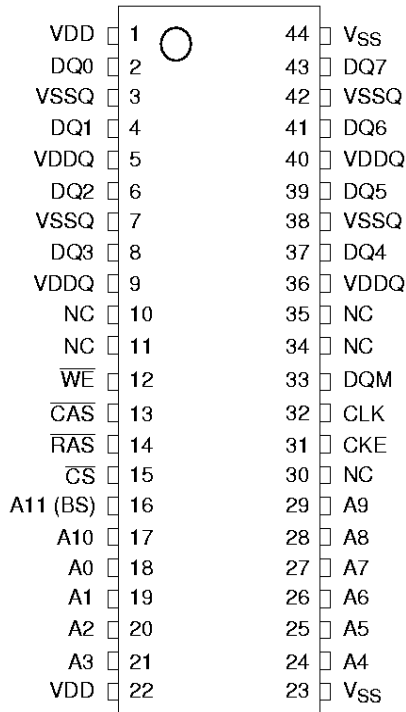 VDD 1 44 VSS
DQ0 2 43 DQ7
VSSQ 3 42 VSSQ
DQ1 4 41 DQ6
VDDQ 5 40 VDDQ
DQ2 6 39 DQ5
VSSQ 7 38 VSSQ
DQ3 8 37 DQ4
VDDQ 9 36 VDDQ
NC 10 35 NC
NC 11 34 NC
W̅E̅ 12 33 DQM
C̅A̅S̅ 13 32 CLK
R̅A̅S̅ 14 31 CKE
C̅S̅ 15 30 NC
A11 (BS) 16 29 A9
A10 17 28 A8
A0 18 27 A7
A1 19 26 A6
A2 20 25 A5
A3 21 24 A4
VDD 22 23 VSS